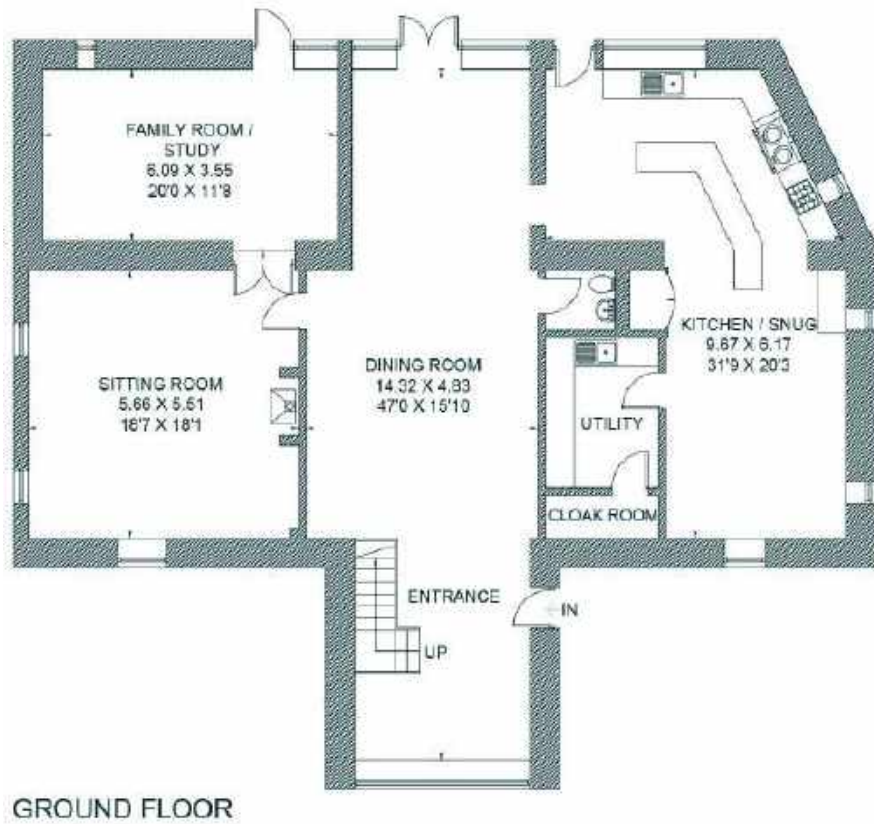 FAMILY ROOM /
STUDY
6.09 X 3.55
20'0 X 11'8
SITTING ROOM
5.66 X 5.51
18'7 X 18'1
DINING ROOM
14.32 X 4.83
47'0 X 15'10
KITCHEN / SNUG
9.67 X 6.17
31'9 X 20'3
UTILITY
CLOAK ROOM
ENTRANCE
IN
UP
GROUND FLOOR